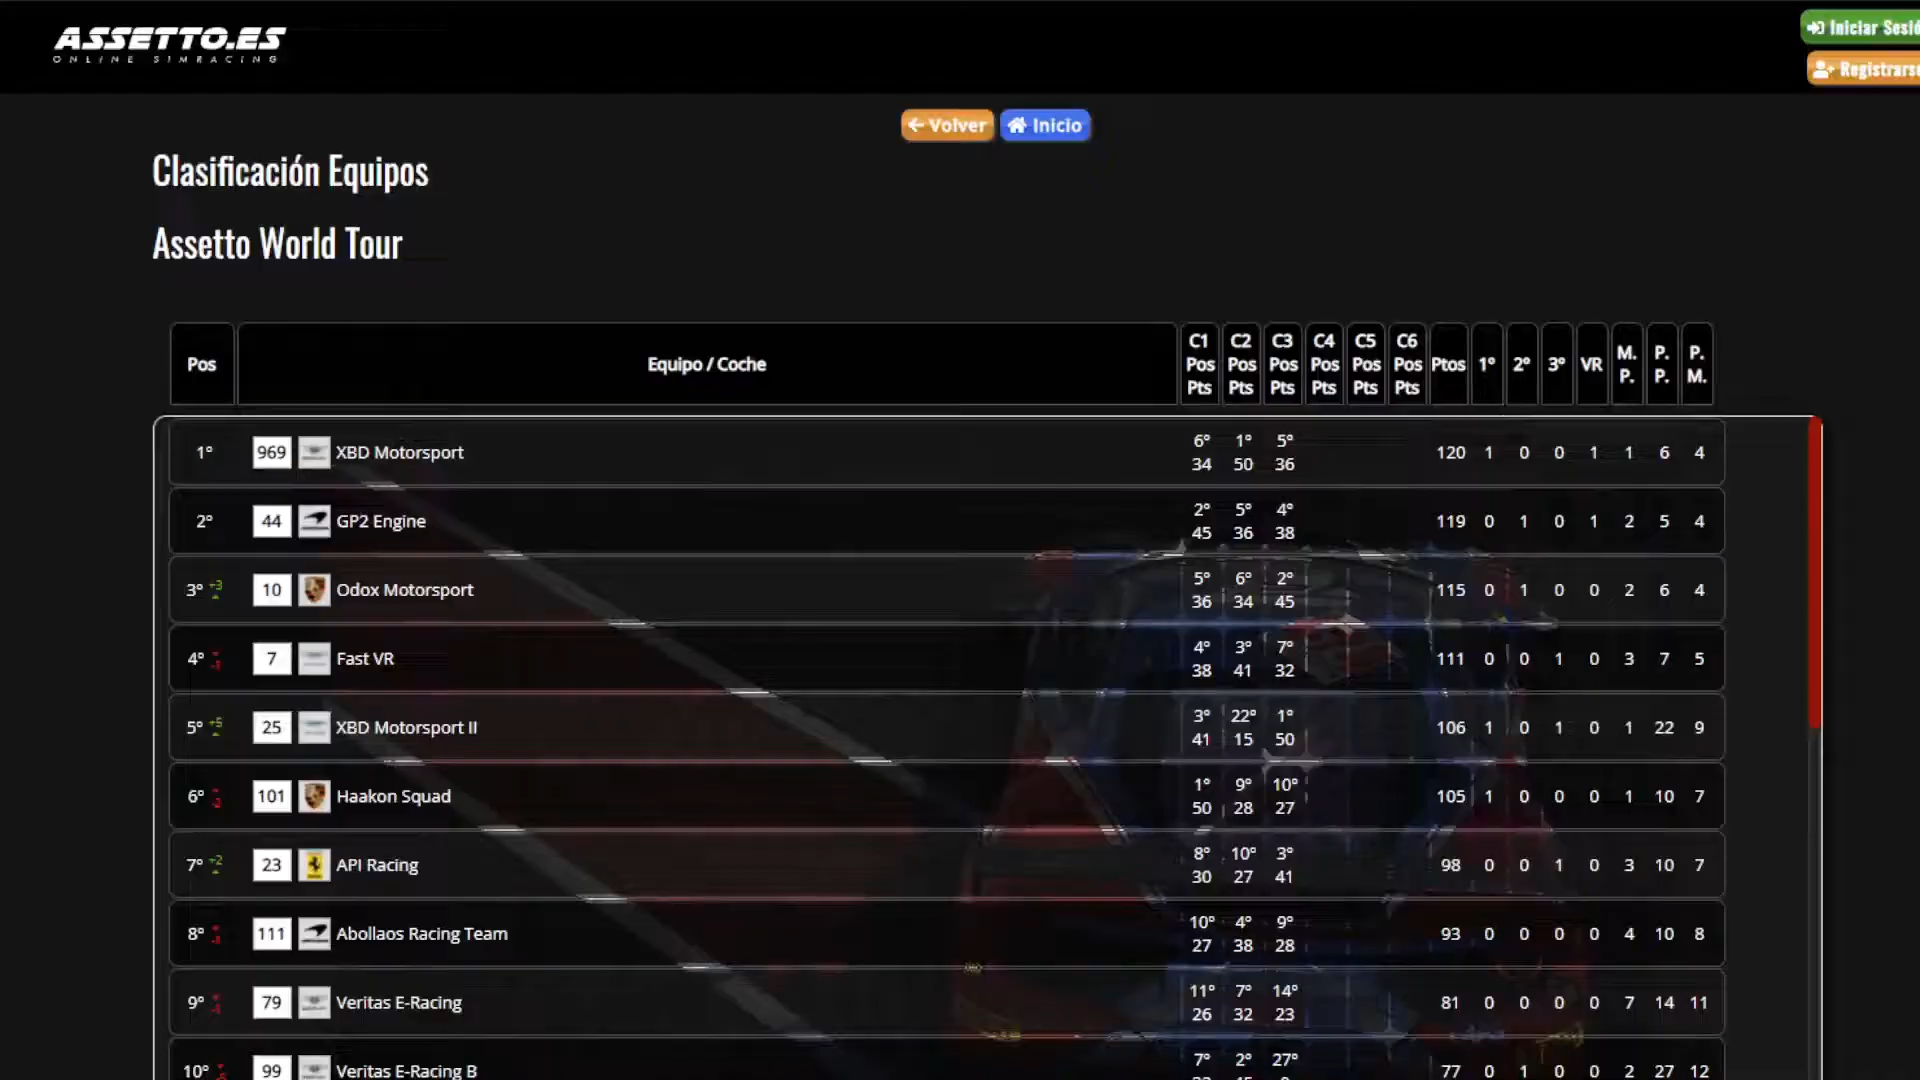 ASSETTO.ES
ONLINE SIMRACING
Iniciar Sesió
Registrarse
Volver
Inicio
Clasificación Equipos
Assetto World Tour
Pos Equipo / Coche C1 Pos Pts C2 Pos Pts C3 Pos Pts C4 Pos Pts C5 Pos Pts C6 Pos Pts Ptos 1º 2º 3º VR M. P. P. P. P. M.
1º 969 XBD Motorsport 6º 34 1º 50 5º 36 120 1 0 0 1 1 6 4
2º 44 GP2 Engine 2º 45 5º 36 4º 38 119 0 1 0 1 2 5 4
3º +3 10 Odox Motorsport 5º 36 6º 34 2º 45 115 0 1 0 0 2 6 4
4º 7 Fast VR 4º 38 3º 41 7º 32 111 0 0 1 0 3 7 5
5º +5 25 XBD Motorsport II 3º 41 22º 15 1º 50 106 1 0 1 0 1 22 9
6º 101 Haakon Squad 1º 50 9º 28 10º 27 105 1 0 0 0 1 10 7
7º +2 23 API Racing 8º 30 10º 27 3º 41 98 0 0 1 0 3 10 7
8º 111 Abollaos Racing Team 10º 27 4º 38 9º 28 93 0 0 0 0 4 10 8
9º 79 Veritas E-Racing 11º 26 7º 32 14º 23 81 0 0 0 0 7 14 11
10º 99 Veritas E-Racing B 7º 2º 27º 77 0 1 0 0 2 27 12